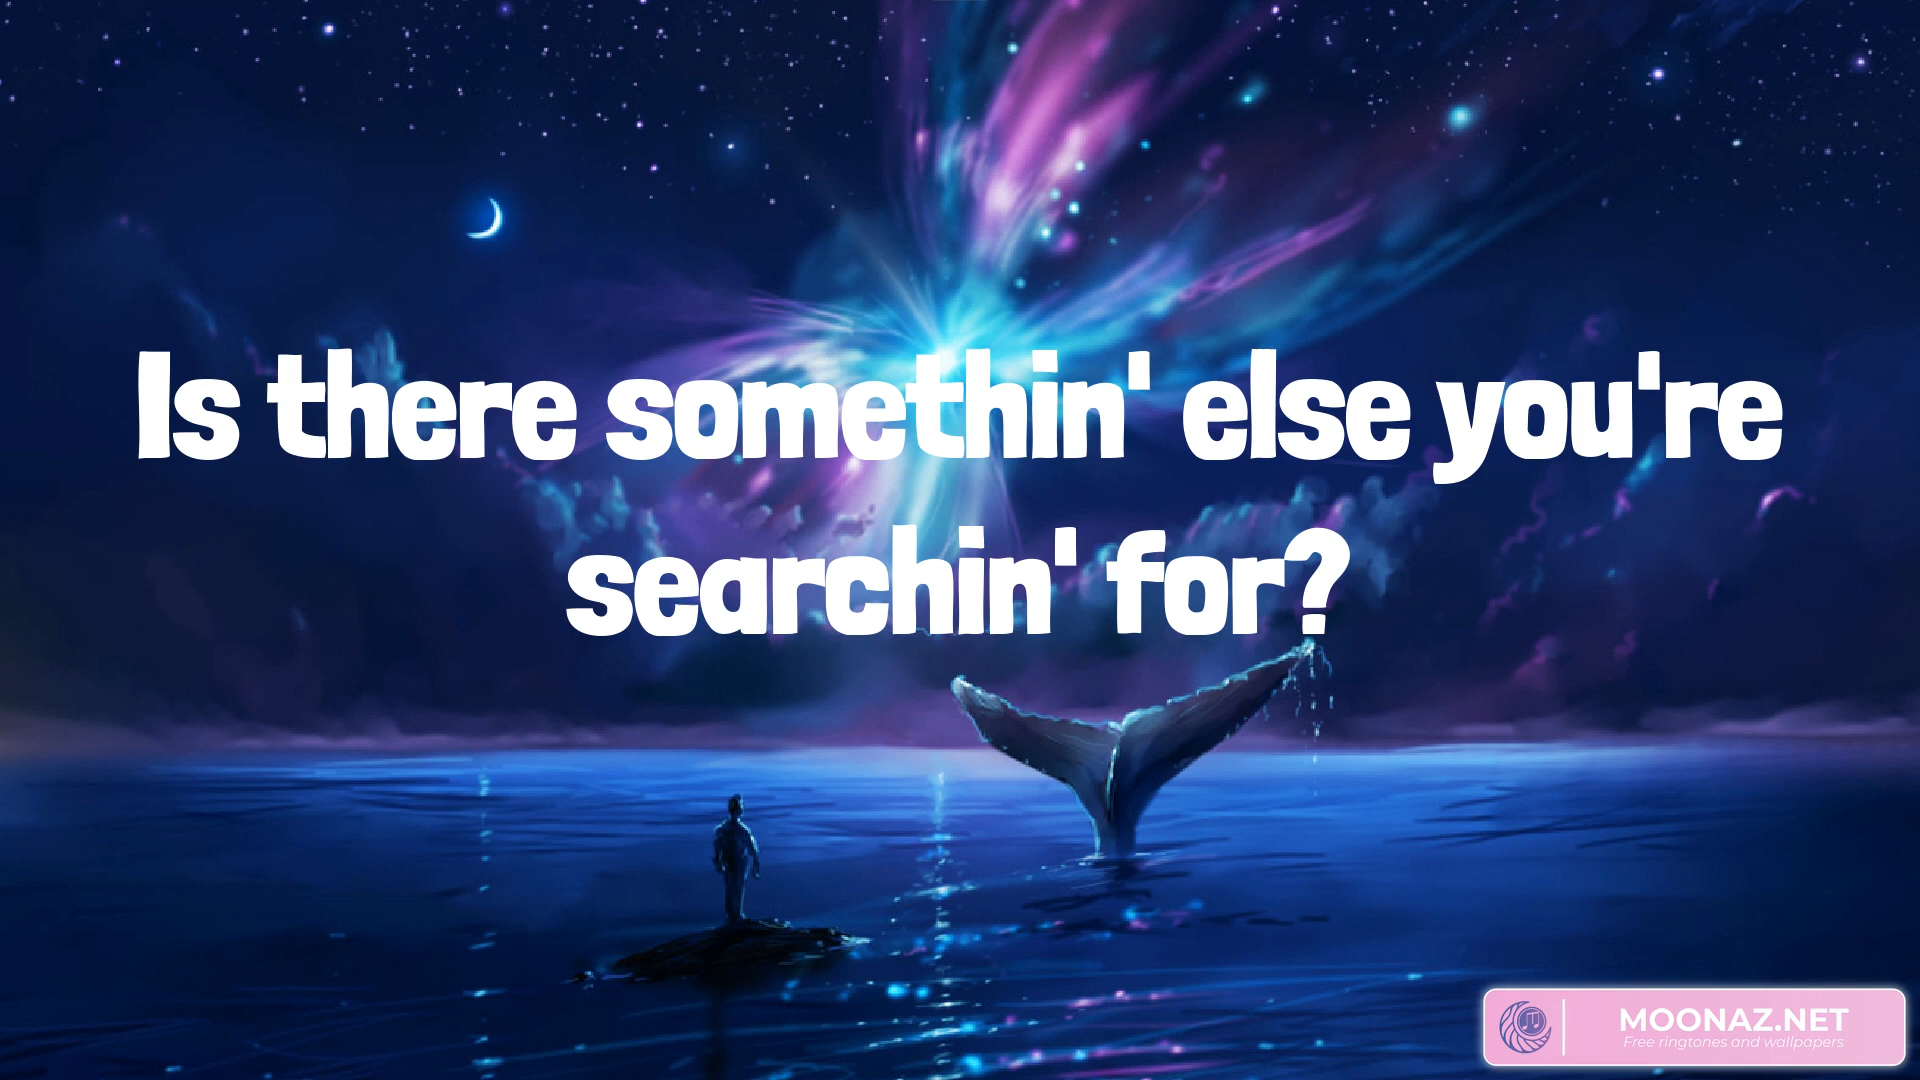 Is there somethin' else you're
searchin' for?
MOONAZ.NET
Free ringtones and wallpapers